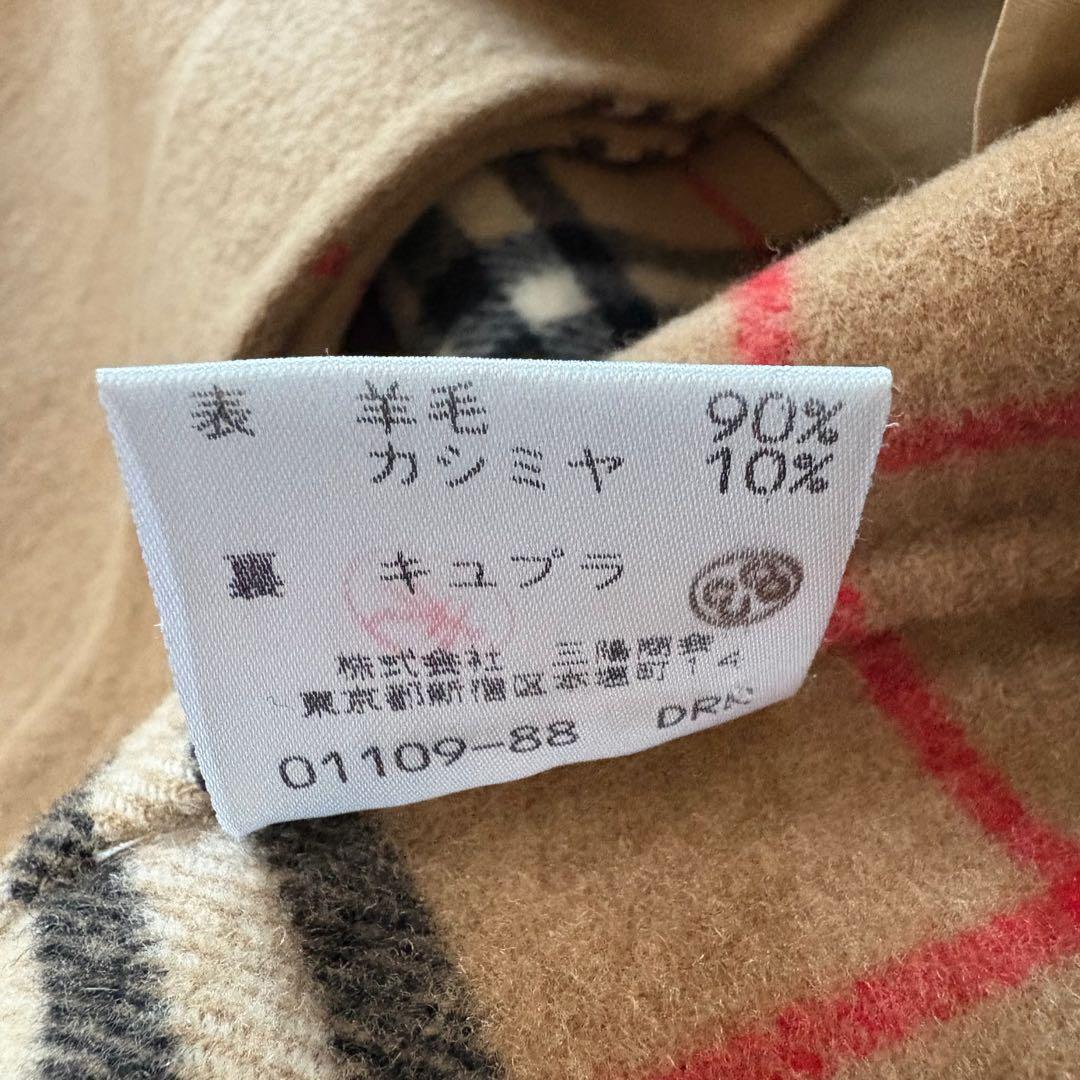 表 羊毛 90%
カシミヤ 10%
裏 キュプラ
株式会社 三陽商会
東京都新宿区本塩町14
01109-88 DRN